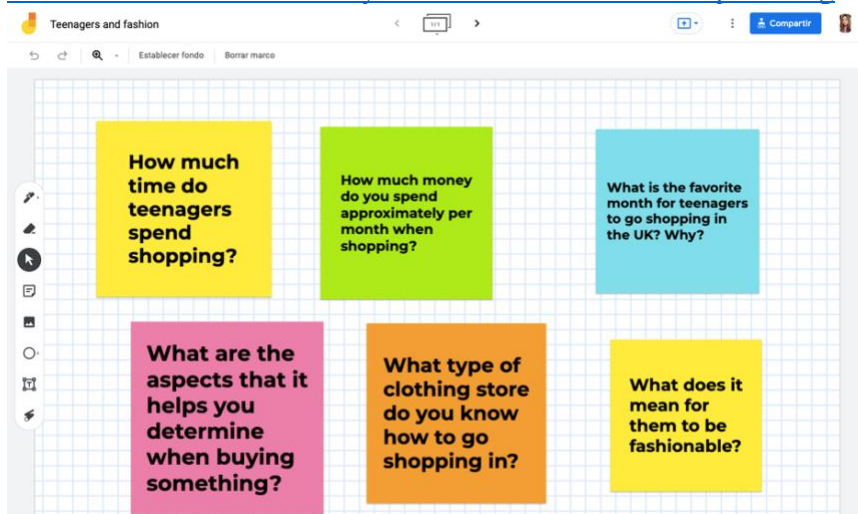 Teenagers and fashion
1/1
Compartir
Establecer fondo
Borrar marco
How much
time do
teenagers
spend
shopping?
How much money
do you spend
approximately per
month when
shopping?
What is the favorite
month for teenagers
to go shopping in
the UK? Why?
What are the
aspects that it
helps you
determine
when buying
something?
What type of
clothing store
do you know
how to go
shopping in?
What does it
mean for
them to be
fashionable?